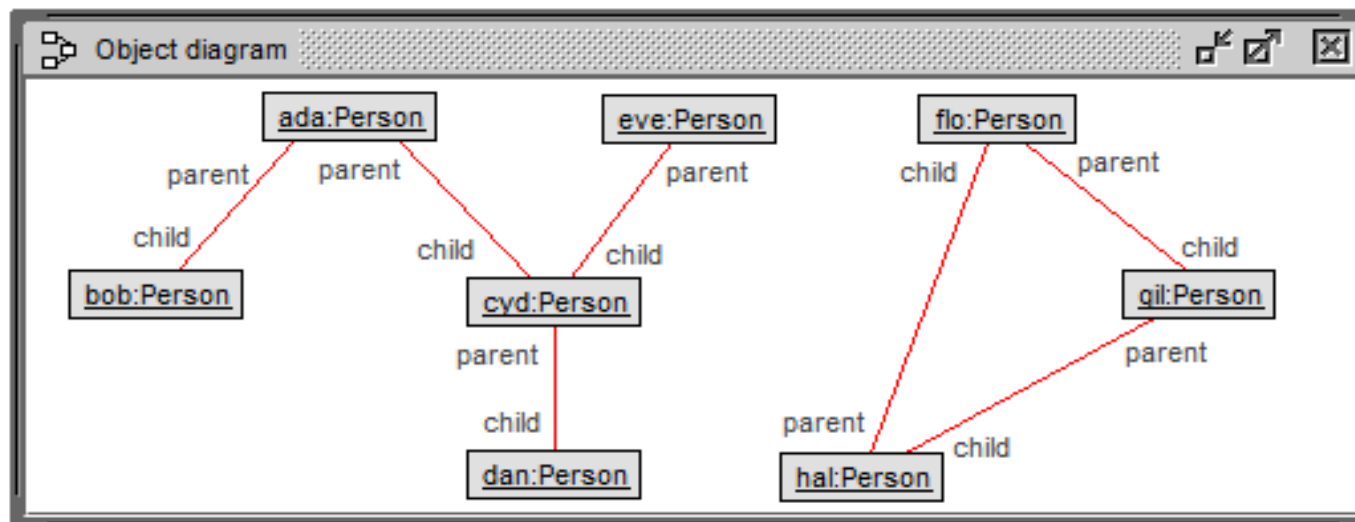 Object diagram
ada:Person
eve:Person
flo:Person
parent
parent
parent
child
parent
child
child
child
child
bob:Person
cyd:Person
gil:Person
parent
parent
child
parent
child
dan:Person
hal:Person